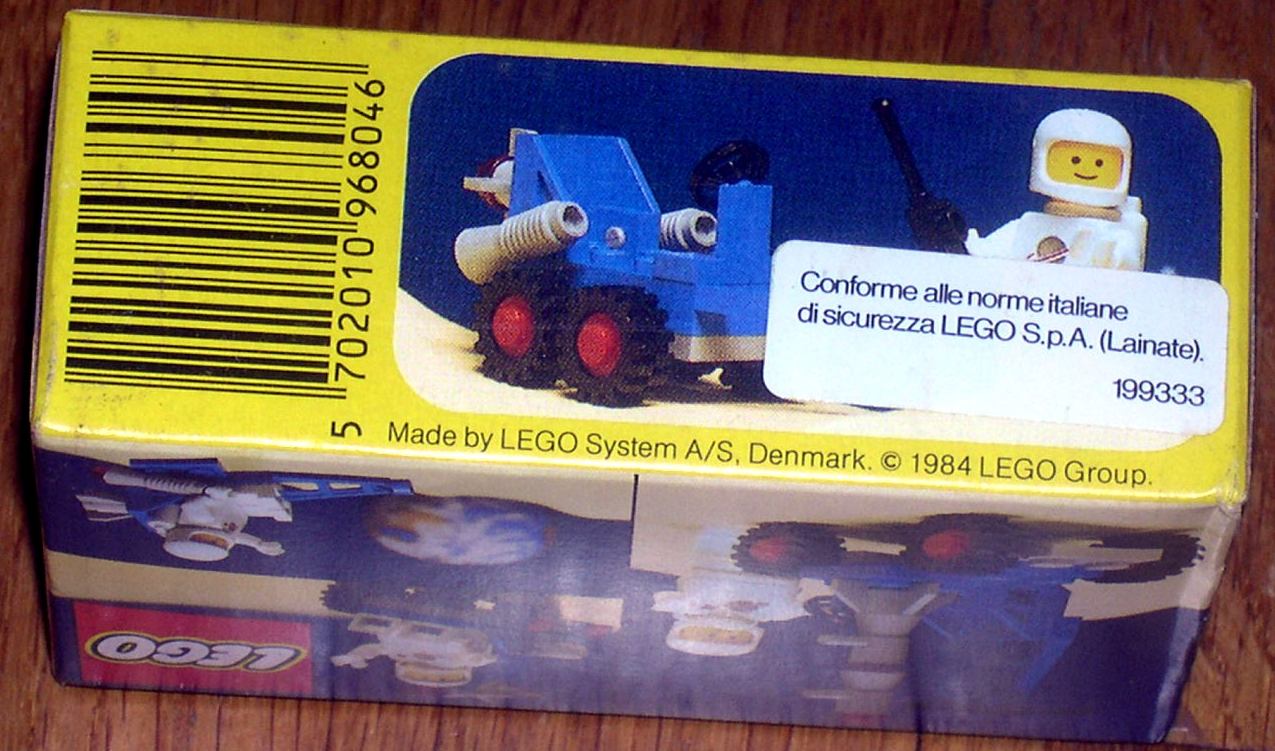 5 702010 968046
Conforme alle norme italiane
di sicurezza LEGO S.p.A. (Lainate).
199333
Made by LEGO System A/S, Denmark. © 1984 LEGO Group.
LEGO